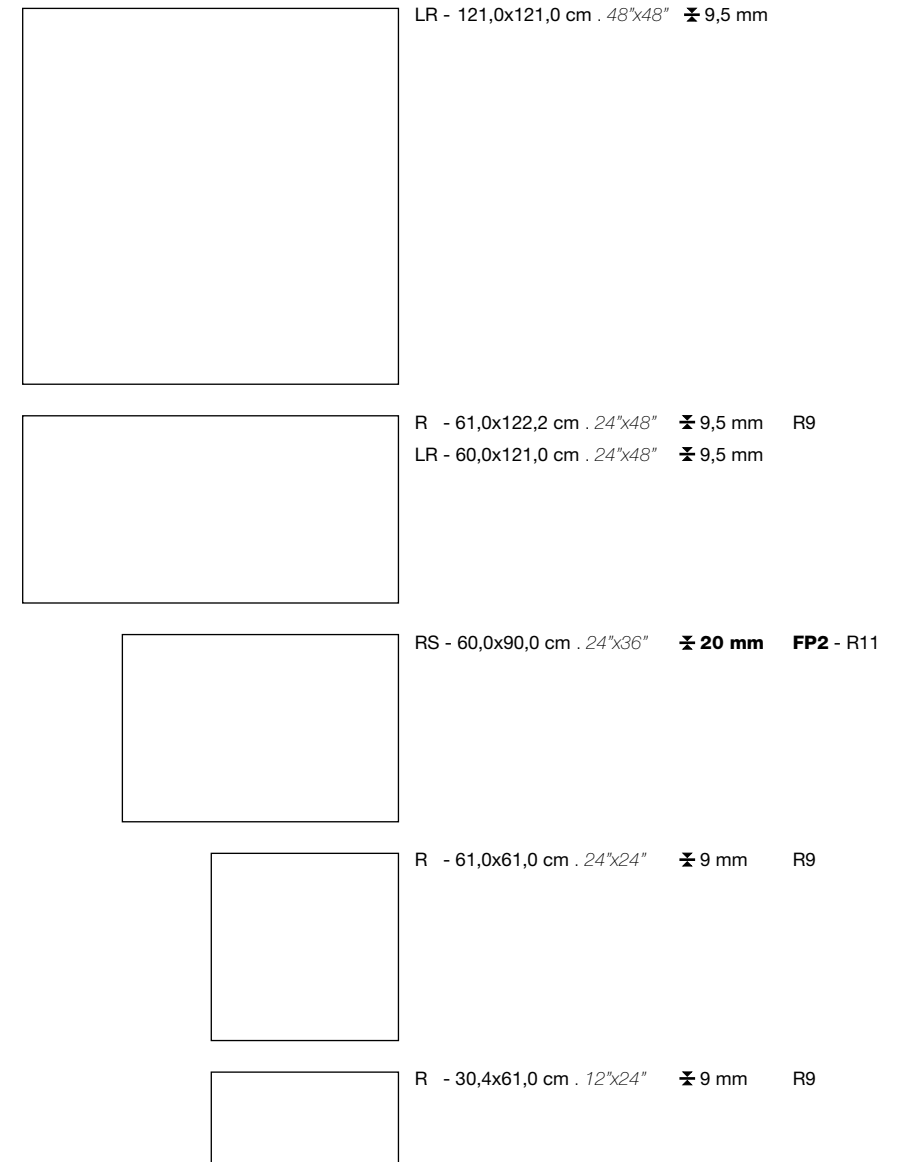 LR - 121,0x121,0 cm . 48”x48” 9,5 mm
R - 61,0x122,2 cm . 24”x48” 9,5 mm R9
LR - 60,0x121,0 cm . 24”x48” 9,5 mm
RS - 60,0x90,0 cm . 24”x36” 20 mm FP2 - R11
R - 61,0x61,0 cm . 24”x24” 9 mm R9
R - 30,4x61,0 cm . 12”x24” 9 mm R9